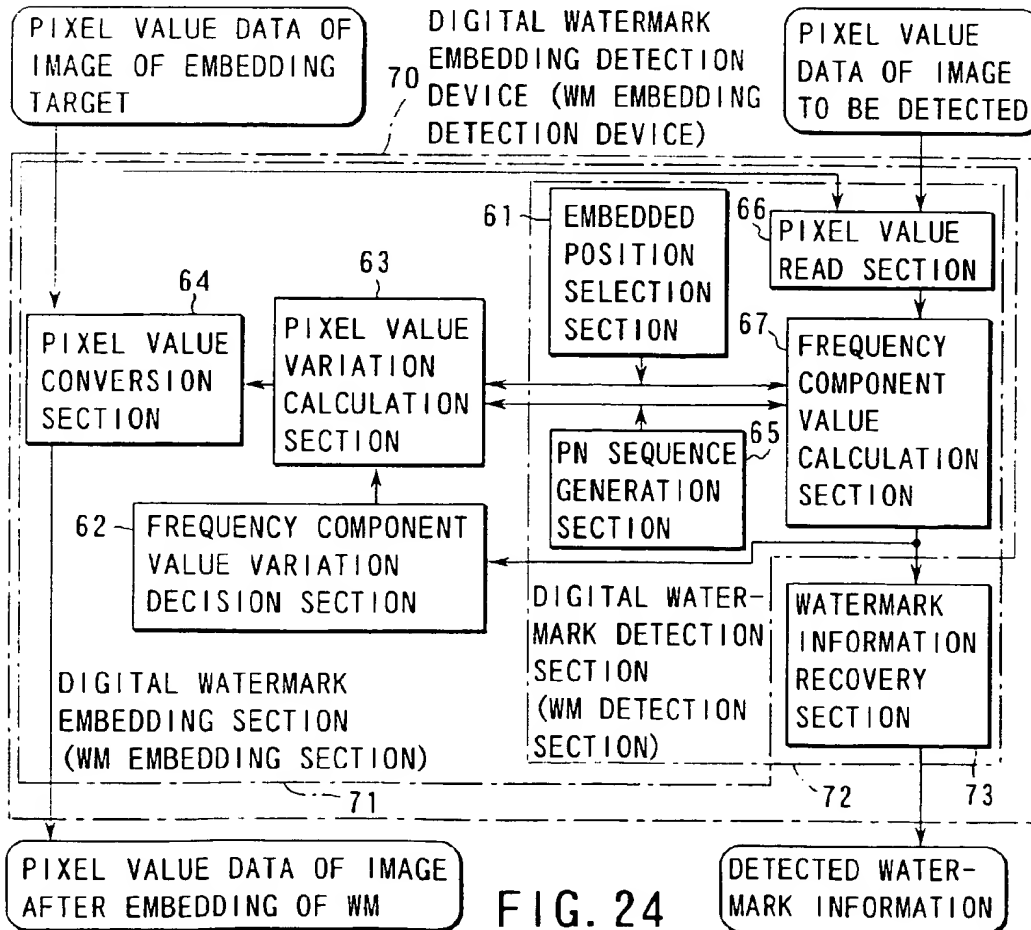 PIXEL VALUE DATA OF
IMAGE OF EMBEDDING
TARGET
70
DIGITAL WATERMARK
EMBEDDING DETECTION
DEVICE (WM EMBEDDING
DETECTION DEVICE)
PIXEL VALUE
DATA OF IMAGE
TO BE DETECTED
61
EMBEDDED
POSITION
SELECTION
SECTION
66
PIXEL VALUE
READ SECTION
64
PIXEL VALUE
CONVERSION
SECTION
63
PIXEL VALUE
VARIATION
CALCULATION
SECTION
67
FREQUENCY
COMPONENT
VALUE
CALCULATION
SECTION
65
PN SEQUENCE
GENERATION
SECTION
62
FREQUENCY COMPONENT
VALUE VARIATION
DECISION SECTION
DIGITAL WATER-
MARK DETECTION
SECTION
(WM DETECTION
SECTION)
WATERMARK
INFORMATION
RECOVERY
SECTION
DIGITAL WATERMARK
EMBEDDING SECTION
(WM EMBEDDING SECTION)
71
72
73
PIXEL VALUE DATA OF IMAGE
AFTER EMBEDDING OF WM
FIG. 24
DETECTED WATER-
MARK INFORMATION